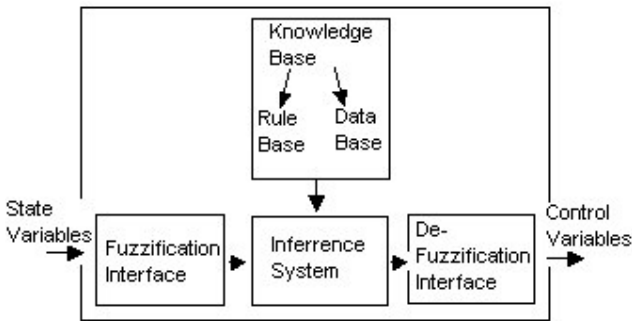 Knowledge
Base
Rule
Base
Data
Base
State
Variables
Fuzzification
Interface
Inferrence
System
De-
Fuzzification
Interface
Control
Variables